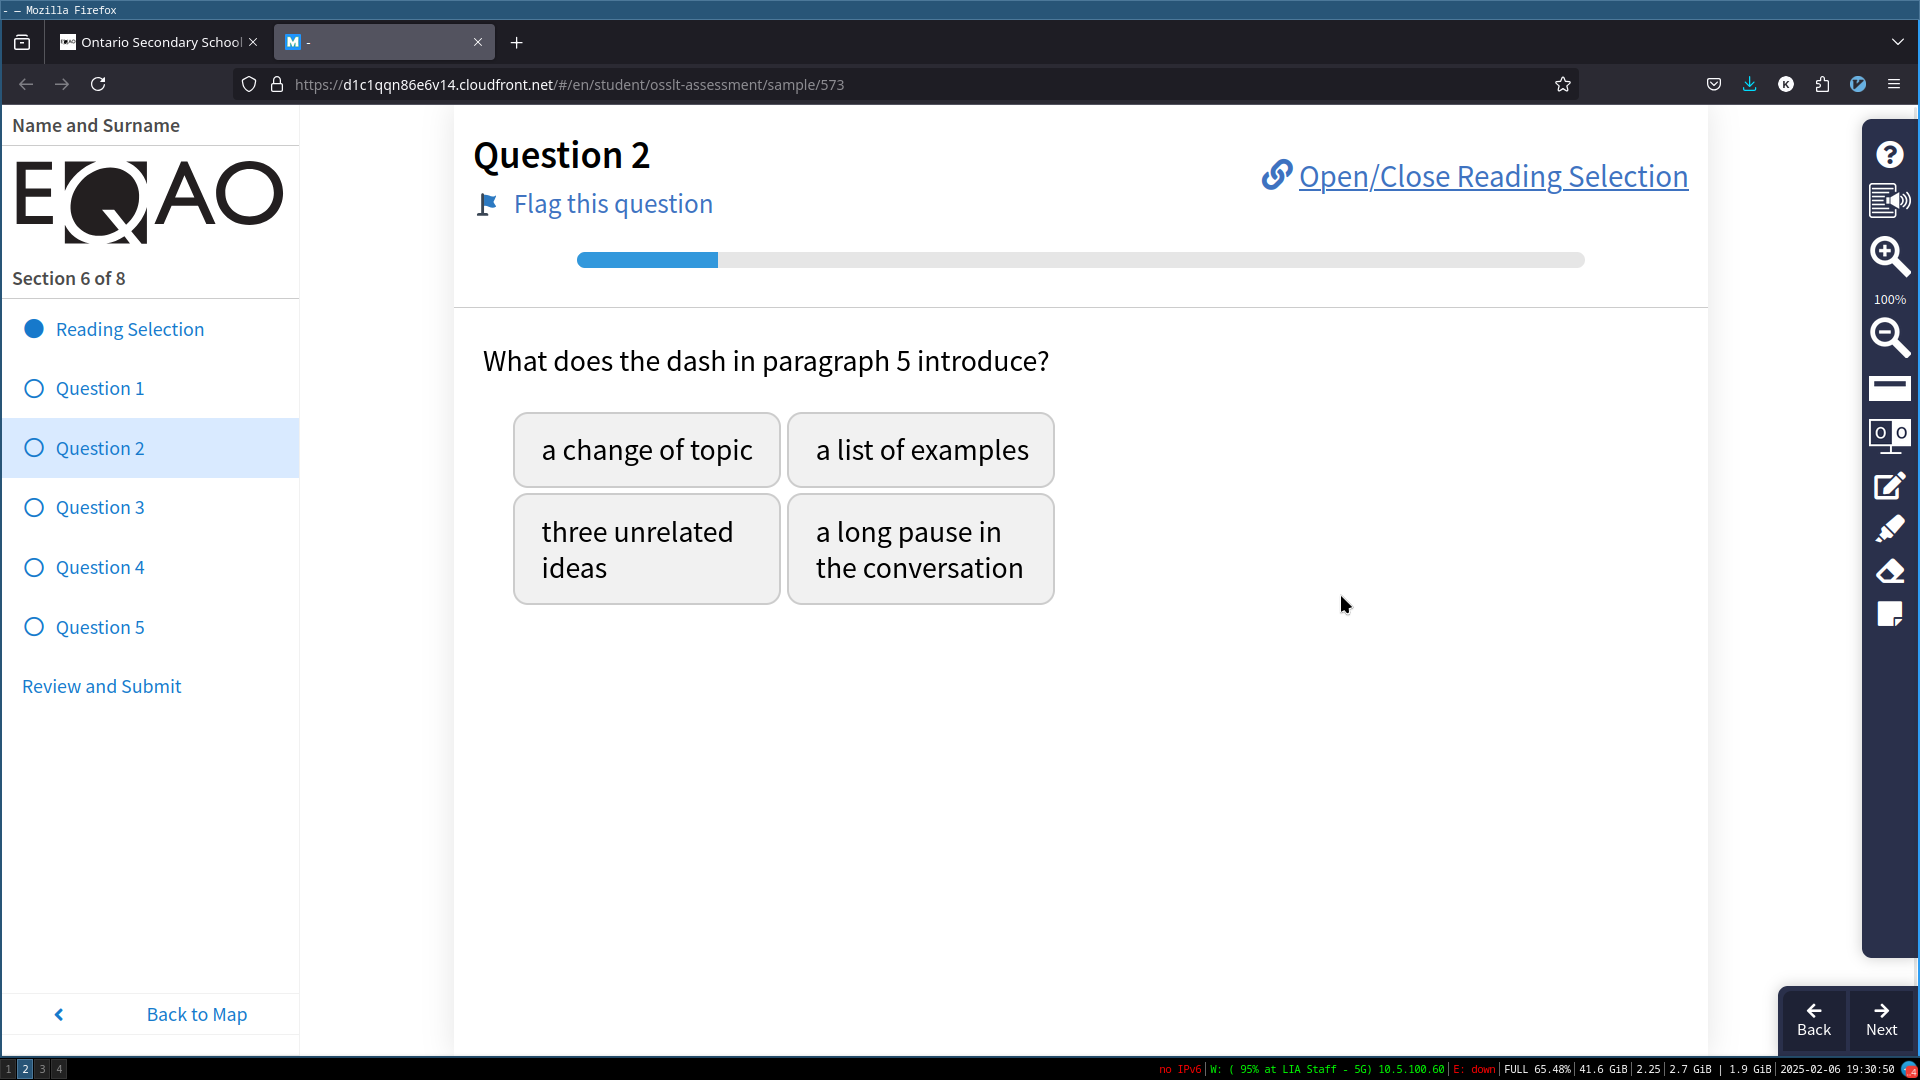 - — Mozilla Firefox
EQAO Ontario Secondary School
M -
https://d1c1qqn86e6v14.cloudfront.net/#/en/student/osslt-assessment/sample/573
K
Name and Surname
EQAO
Section 6 of 8
Reading Selection
Question 1
Question 2
Question 3
Question 4
Question 5
Review and Submit
Back to Map
Question 2
Flag this question
Open/Close Reading Selection
What does the dash in paragraph 5 introduce?
a change of topic
a list of examples
three unrelated
ideas
a long pause in
the conversation
?
100%
Back
Next
1 2 3 4
no IPv6 | W: ( 95% at LIA Staff - 5G) 10.5.100.60 | E: down | FULL 65.48% | 41.6 GiB | 2.25 | 2.7 GiB | 1.9 GiB | 2025-02-06 19:30:50